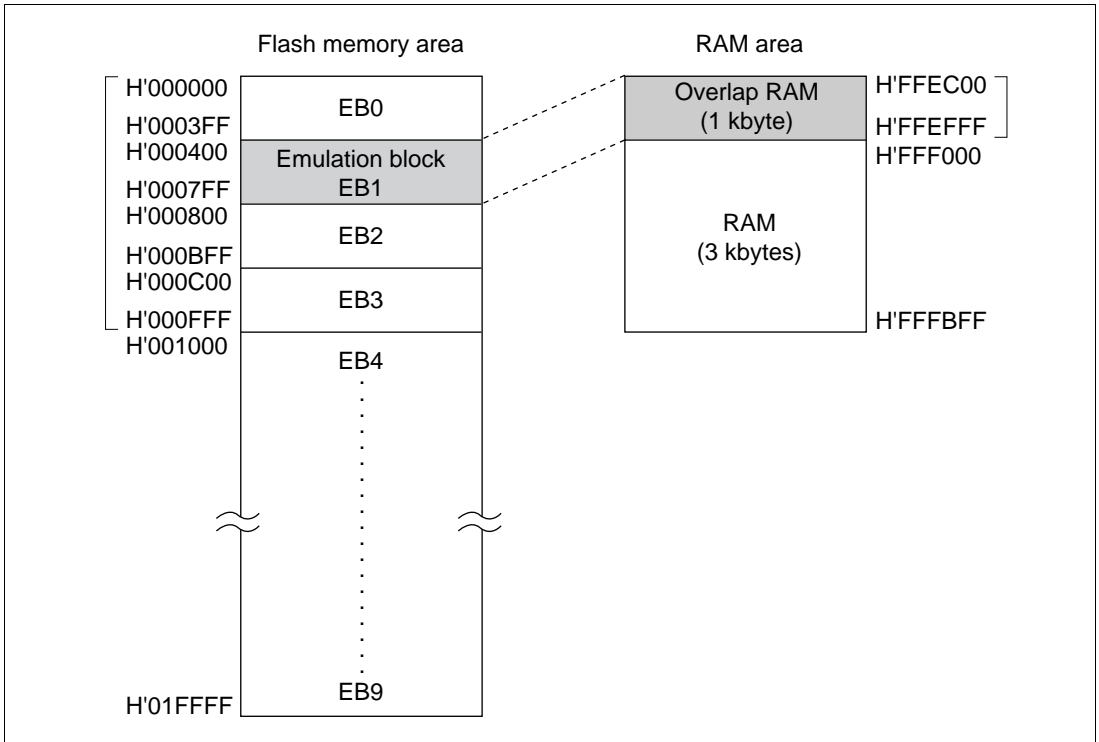 Flash memory area
H'000000
H'0003FF
H'000400
H'0007FF
H'000800
H'000BFF
H'000C00
H'000FFF
H'001000
H'01FFFF
EB0
Emulation block
EB1
EB2
EB3
EB4
EB9
RAM area
Overlap RAM
(1 kbyte)
RAM
(3 kbytes)
H'FFEC00
H'FFEFFF
H'FFF000
H'FFFBFF